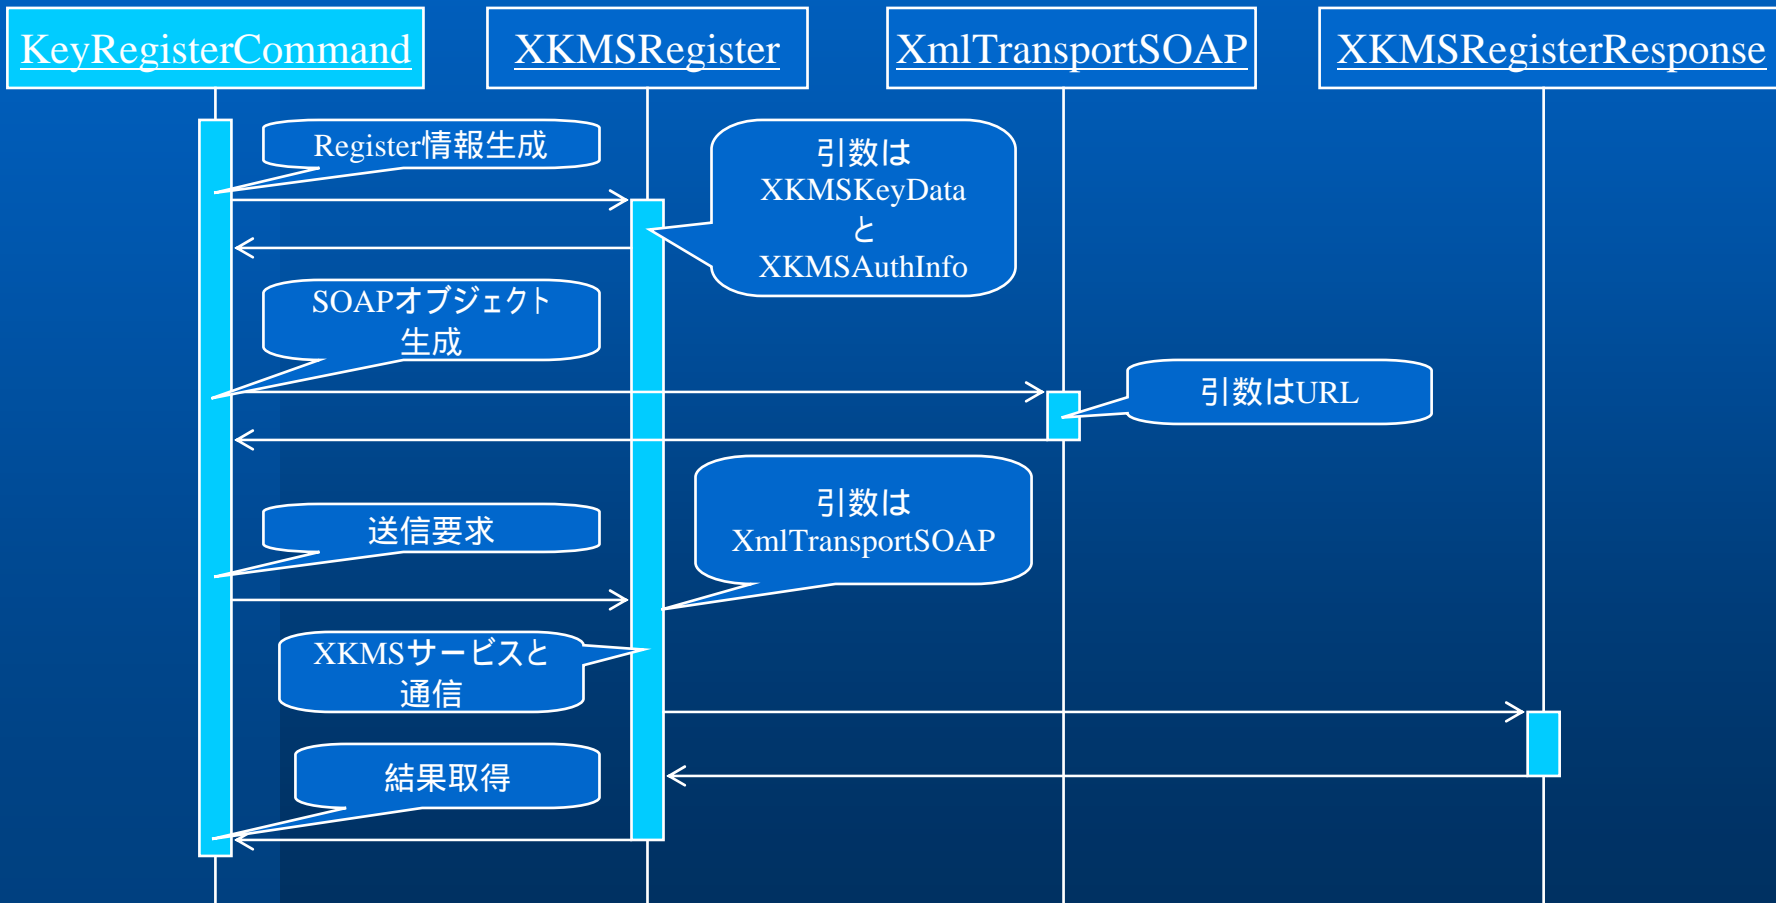 KeyRegisterCommand
XKMSRegister
XmlTransportSOAP
XKMSRegisterResponse
Register情報生成
引数は
XKMSKeyData
と
XKMSAuthInfo
SOAPオブジェクト
生成
引数はURL
引数は
XmlTransportSOAP
送信要求
XKMSサービスと
通信
結果取得